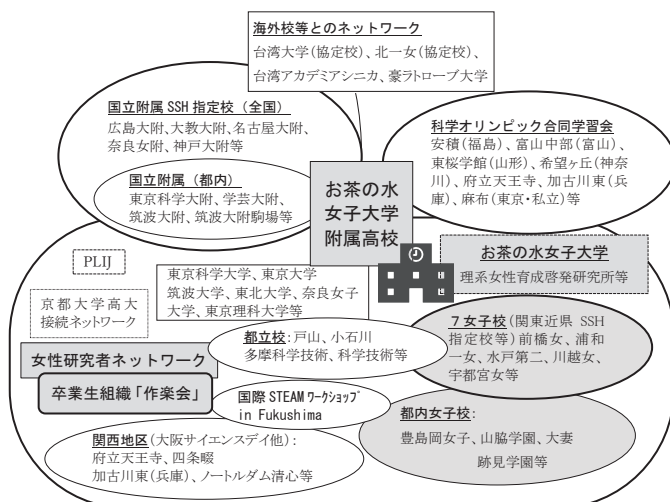 海外校等とのネットワーク
台湾大学(協定校)、北一女(協定校)、
台湾アカデミアシニカ、豪ラトローブ大学
国立附属 SSH 指定校（全国）
広島大附、大教大附、名古屋大附、
奈良女附、神戸大附等
国立附属（都内）
東京科学大附、学芸大附、
筑波大附、筑波大附駒場等
科学オリンピック合同学習会
安積(福島)、富山中部(富山)、
東桜学館(山形)、希望ヶ丘(神奈
川)、府立天王寺、加古川東(兵
庫)、麻布(東京・私立)等
お茶の水
女子大学
附属高校
お茶の水女子大学
理系女性育成啓発研究所等
PLIJ
京都大学高大
接続ネットワーク
東京科学大学、東京大学
筑波大学、東北大学、奈良女子
大学、東京理科大学等
女性研究者ネットワーク
卒業生組織「作楽会」
都立校：戸山、小石川
多摩科学技術、科学技術等
７女子校(関東近県 SSH
指定校等)前橋女、浦和
一女、水戸第二、川越女、
宇都宮女等
国際 STEAM ワークショップ
in Fukushima
都内女子校：
豊島岡女子、山脇学園、大妻
跡見学園等
関西地区(大阪サイエンスデイ他)：
府立天王寺、四条畷
加古川東(兵庫)、ノートルダム清心等